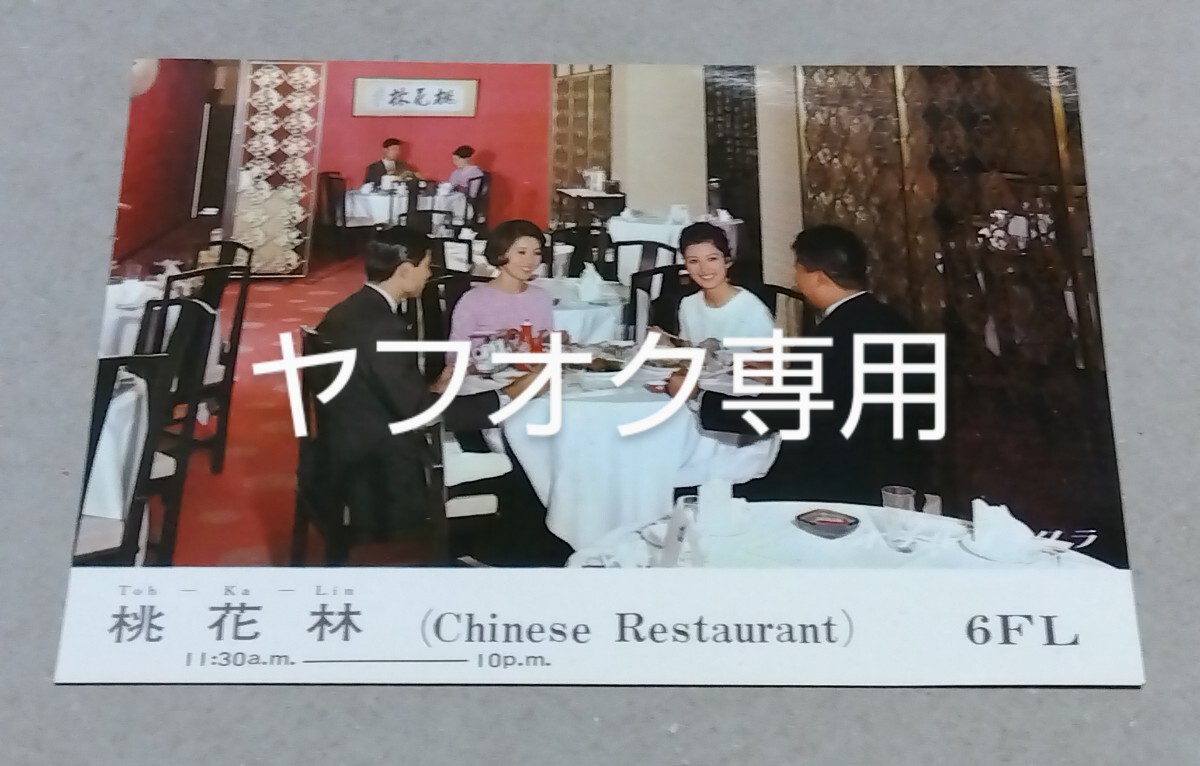 桃花林
ヤフオク専用
Toh — Ka — Lin
桃 花 林 (Chinese Restaurant) 6FL
11:30a.m. — 10p.m.